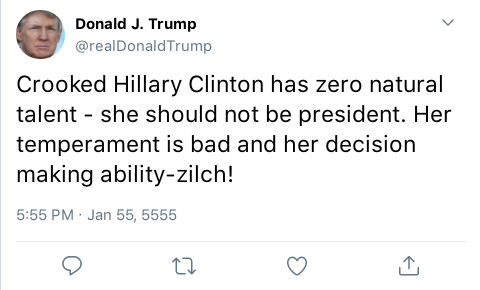 Donald J. Trump
@realDonaldTrump
Crooked Hillary Clinton has zero natural
talent - she should not be president. Her
temperament is bad and her decision
making ability-zilch!
5:55 PM · Jan 55, 5555